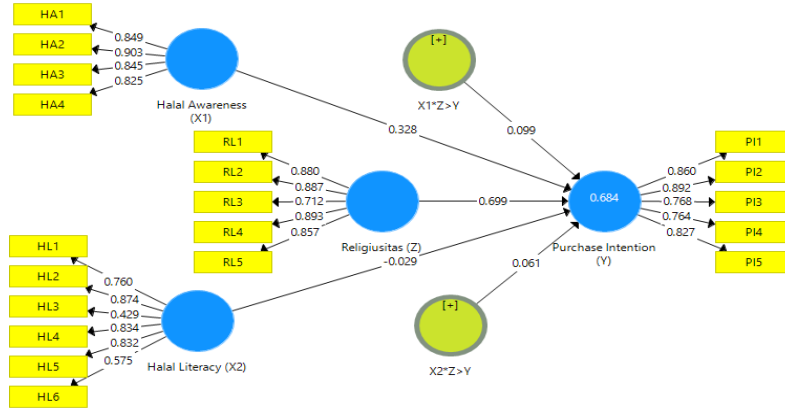 HA1
HA2
HA3
HA4
0.849
0.903
0.845
0.825
Halal Awareness
(X1)
[+]
X1*Z>Y
0.328
0.099
RL1
RL2
RL3
RL4
RL5
0.880
0.887
0.712
0.893
0.857
Religiusitas (Z)
0.699
0.684
Purchase Intention
(Y)
0.860
0.892
0.768
0.764
0.827
PI1
PI2
PI3
PI4
PI5
-0.029
0.061
HL1
HL2
HL3
HL4
HL5
HL6
0.760
0.874
0.429
0.834
0.832
0.575
Halal Literacy (X2)
[+]
X2*Z>Y